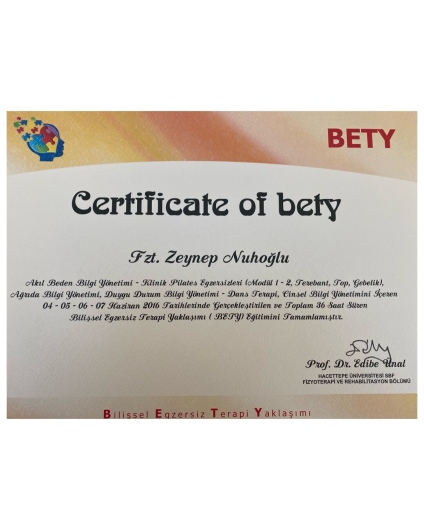 BETY
Certificate of bety
Fzt. Zeynep Nuhoğlu
Akıl Beden Bilgi Yönetimi - Klinik Pilates Egzersizleri (Modül 1 - 2, Terebant, Top, Gebelik),
Ağrıda Bilgi Yönetimi, Duygu Durum Bilgi Yönetimi - Dans Terapi, Cinsel Bilgi Yönetimini İçeren
04 - 05 - 06 - 07 Haziran 2016 Tarihlerinde Gerçekleştirilen ve Toplam 36 Saat Süren
Bilişsel Egzersiz Terapi Yaklaşımı ( BETY) Eğitimini Tamamlamıştır.
Prof. Dr. Edibe Ünal
HACETTEPE ÜNİVERSİTESİ SBF
FİZYOTERAPİ VE REHABİLİTASYON BÖLÜMÜ
Bilişsel Egzersiz Terapi Yaklaşımı